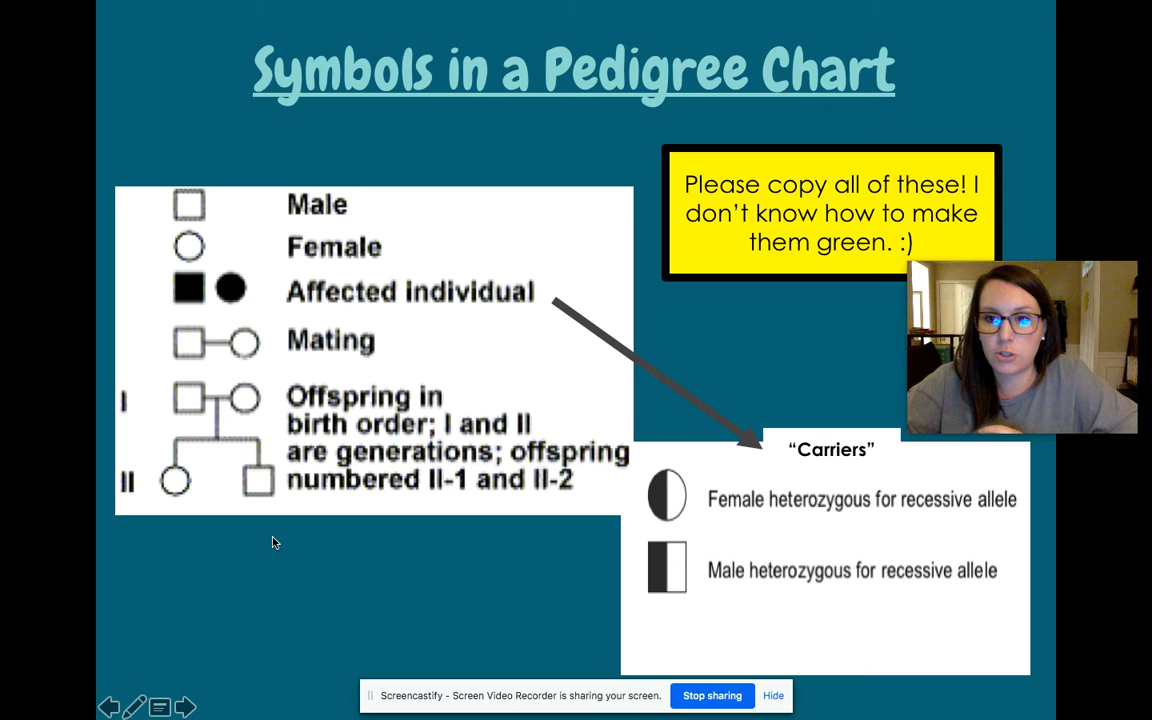 Symbols in a Pedigree Chart
Please copy all of these! I
don't know how to make
them green. :)
Male
Female
Affected individual
Mating
I
Offspring in
birth order; I and II
are generations; offspring
II
numbered II-1 and II-2
“Carriers”
Female heterozygous for recessive allele
Male heterozygous for recessive allele
Screencastify - Screen Video Recorder is sharing your screen.
Stop sharing
Hide